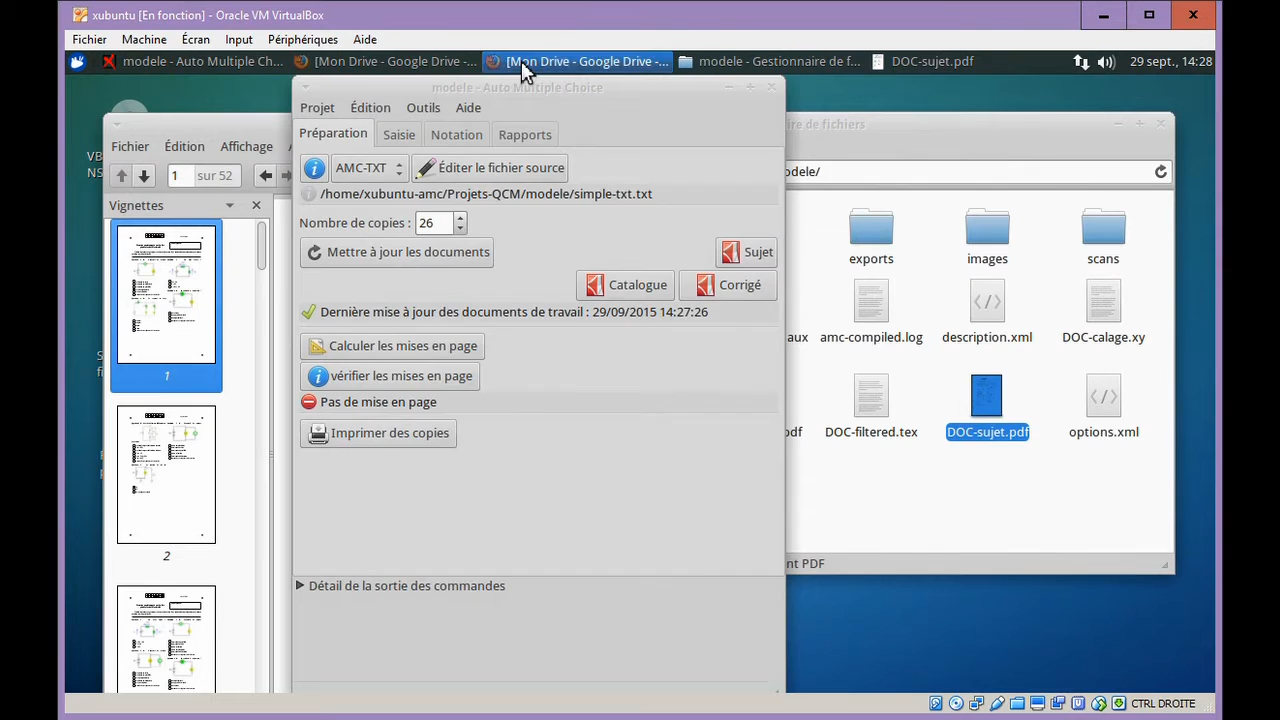 xubuntu [En fonction] - Oracle VM VirtualBox
Fichier Machine Écran Input Périphériques Aide
modele - Auto Multiple C... [Mon Drive - Google Drive -... [Mon Drive - Google Drive -... modele - Gestionnaire de f... DOC-sujet.pdf 29 sept., 14:28
modele - Auto Multiple Choice
ire de fichiers
Projet Édition Outils Aide
Fichier Édition Affichage
Préparation Saisie Notation Rapports
1 sur 52
AMC-TXT Éditer le fichier source
odele/
/home/xubuntu-amc/Projets-QCM/modele/simple-txt.txt
Vignettes
Nombre de copies : 26
Mettre à jour les documents Sujet
Catalogue Corrigé
Dernière mise à jour des documents de travail : 29/09/2015 14:27:26
Calculer les mises en page
vérifier les mises en page
Pas de mise en page
Imprimer des copies
Détail de la sortie des commandes
1
2
exports images scans
aux amc-compiled.log description.xml DOC-calage.xy
pdf DOC-filtered.tex DOC-sujet.pdf options.xml
nt PDF
CTRL DROITE